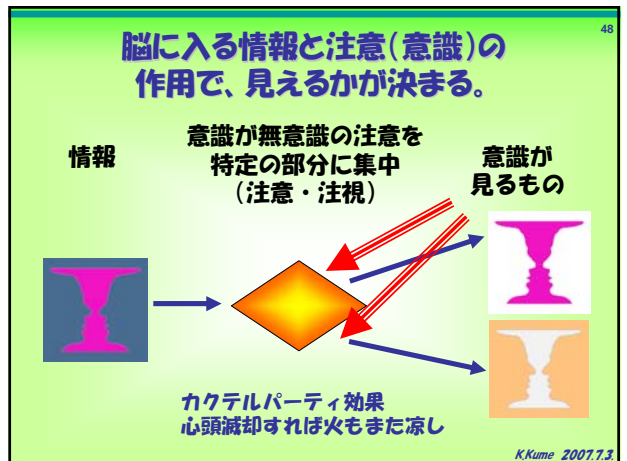 48
脳に入る情報と注意(意識)の
作用で、見えるかが決まる。
情報
意識が無意識の注意を
特定の部分に集中
(注意・注視)
意識が
見るもの
カクテルパーティ効果
心頭滅却すれば火もまた涼し
K.Kume 2007.7.3.